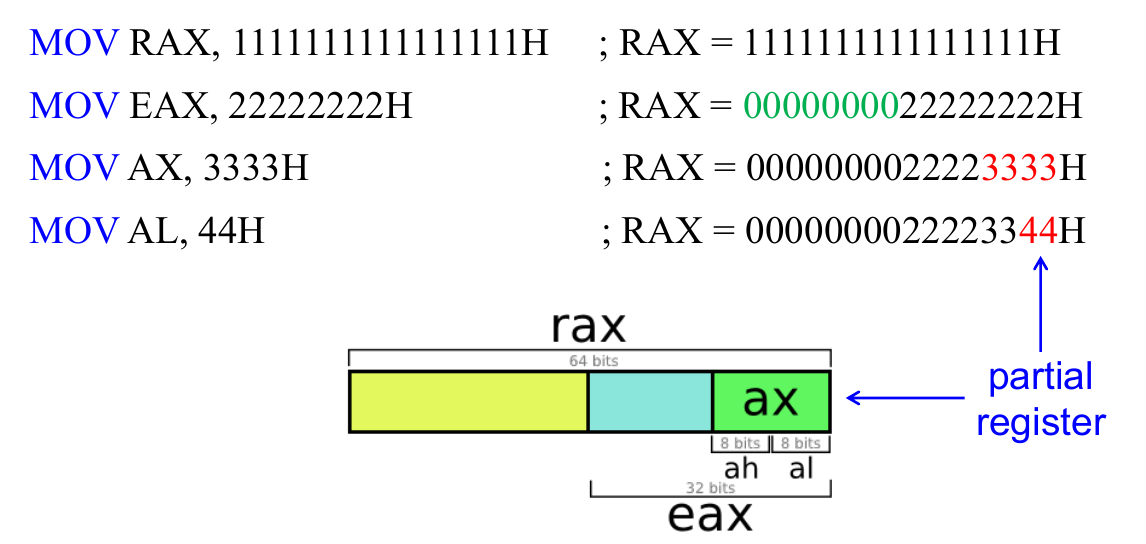 MOV RAX, 1111111111111111H ; RAX = 1111111111111111H
MOV EAX, 22222222H ; RAX = 0000000022222222H
MOV AX, 3333H ; RAX = 0000000022223333H
MOV AL, 44H ; RAX = 0000000022223344H
rax
64 bits
ax
partial
register
8 bits 8 bits
ah al
32 bits
eax